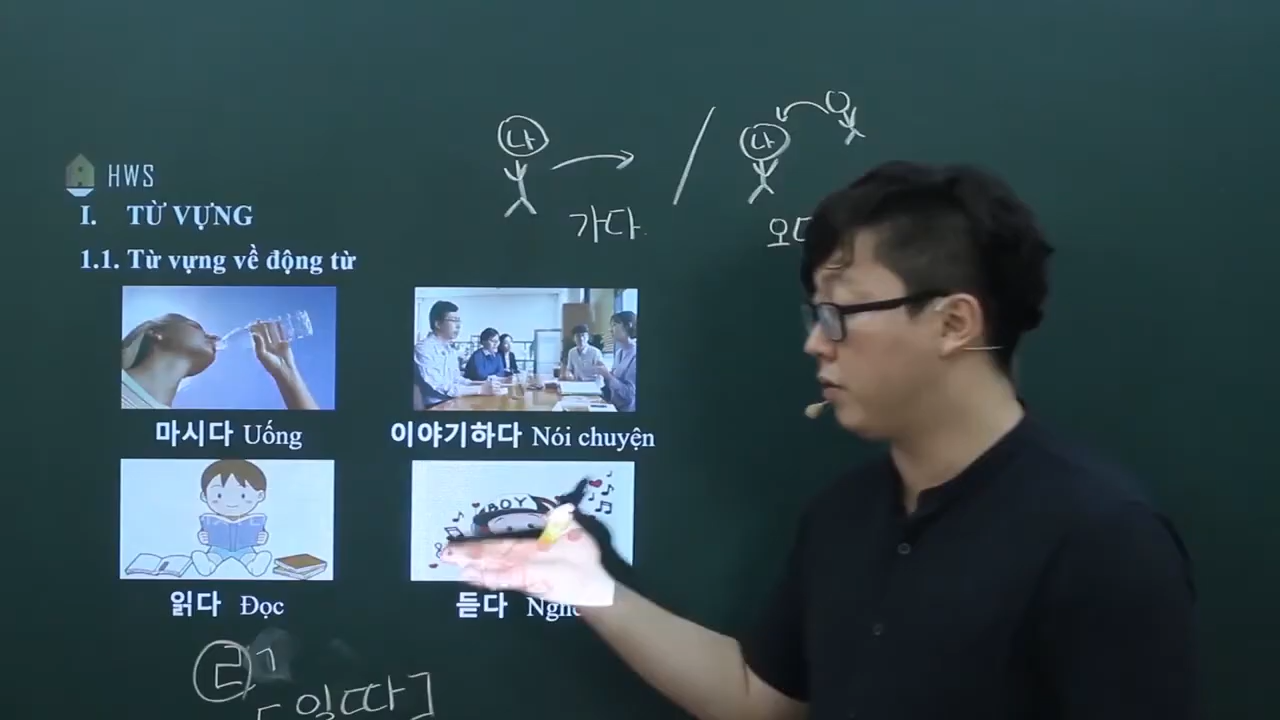 나 나
가다.
HWS
I. TỪ VỰNG
1.1. Từ vựng về động từ
마시다 Uống
이야기하다 Nói chuyện
BOY
읽다 Đọc
듣다
ㄹㄱ